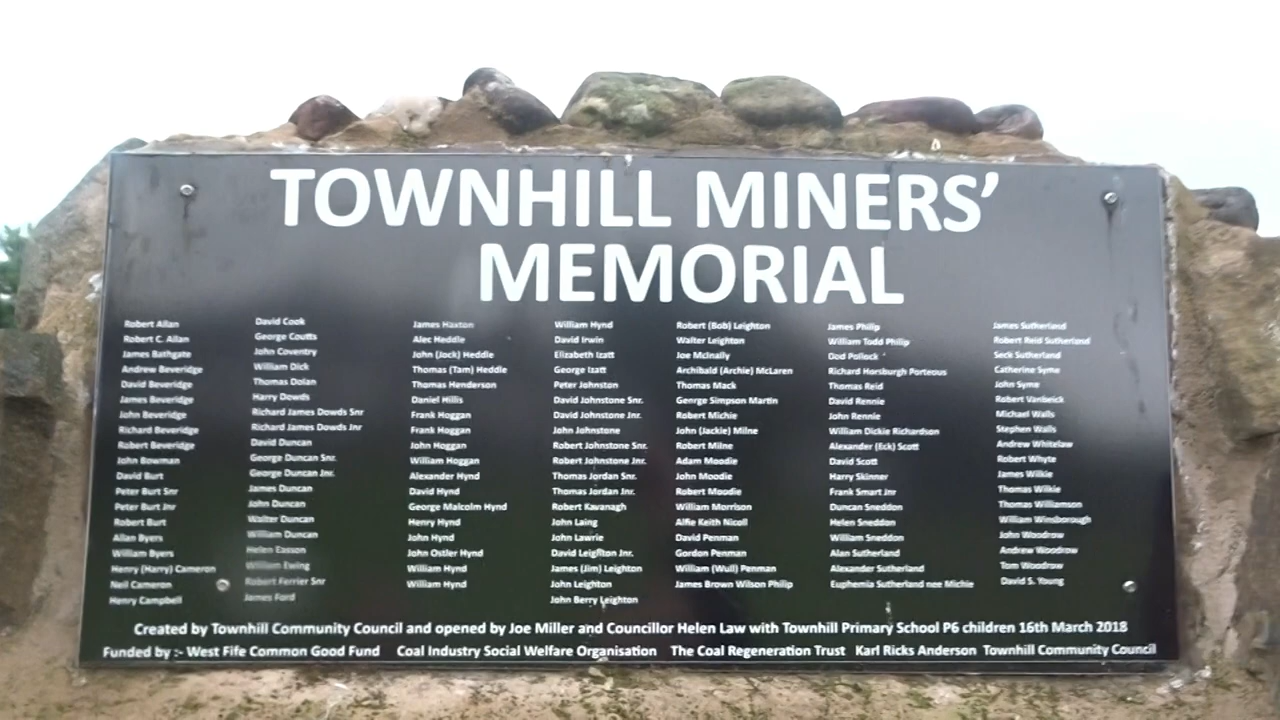 TOWNHILL MINERS’
MEMORIAL
Robert Allan
Robert C. Allan
James Bathgate
Andrew Beveridge
David Beveridge
James Beveridge
John Beveridge
Richard Beveridge
Robert Beveridge
John Bowman
David Burt
Peter Burt Snr
Peter Burt Jnr
Robert Burt
Allan Byers
William Byers
Henry (Harry) Cameron
Neil Cameron
Henry Campbell
David Cook
George Coutts
John Coventry
William Dick
Thomas Dolan
Harry Dowds
Richard James Dowds Snr
Richard James Dowds Jnr
David Duncan
George Duncan Snr.
George Duncan Jnr.
James Duncan
John Duncan
Walter Duncan
William Duncan
Helen Easson
William Ewing
Robert Ferrier Snr
James Ford
James Haxton
Alec Heddle
John (Jock) Heddle
Thomas (Tam) Heddle
Thomas Henderson
Daniel Hillis
Frank Hoggan
Frank Hoggan
John Hoggan
William Hoggan
Alexander Hynd
David Hynd
George Malcolm Hynd
Henry Hynd
John Hynd
John Ostler Hynd
William Hynd
William Hynd
William Hynd
David Irwin
Elizabeth Izatt
George Izatt
Peter Johnston
David Johnstone Snr.
David Johnstone Jnr.
John Johnstone
Robert Johnstone Snr.
Robert Johnstone Jnr.
Thomas Jordan Snr.
Thomas Jordan Jnr.
Robert Kavanagh
John Laing
John Lawrie
David Leighton Jnr.
James (Jim) Leighton
John Leighton
John Berry Leighton
Robert (Bob) Leighton
Walter Leighton
Joe McInally
Archibald (Archie) McLaren
Thomas Mack
George Simpson Martin
Robert Michie
John (Jackie) Milne
Robert Milne
Adam Moodie
John Moodie
Robert Moodie
William Morrison
Alfie Keith Nicoll
David Penman
Gordon Penman
William (Wull) Penman
James Brown Wilson Philip
James Philip
William Todd Philip
Dod Pollock
Richard Horsburgh Porteous
Thomas Reid
David Rennie
John Rennie
William Dickie Richardson
Alexander (Eck) Scott
David Scott
Harry Skinner
Frank Smart Jnr
Duncan Sneddon
Helen Sneddon
William Sneddon
Alan Sutherland
Alexander Sutherland
Euphemia Sutherland nee Michie
James Sutherland
Robert Reid Sutherland
Seck Sutherland
Catherine Syme
John Syme
Robert Vanbeick
Michael Walls
Stephen Walls
Andrew Whitelaw
Robert Whyte
James Wilkie
Thomas Wilkie
Thomas Williamson
William Winsborough
John Woodrow
Andrew Woodrow
Tom Woodrow
David S. Young
Created by Townhill Community Council and opened by Joe Miller and Councillor Helen Law with Townhill Primary School P6 children 16th March 2018
Funded by :- West Fife Common Good Fund Coal Industry Social Welfare Organisation The Coal Regeneration Trust Karl Ricks Anderson Townhill Community Council